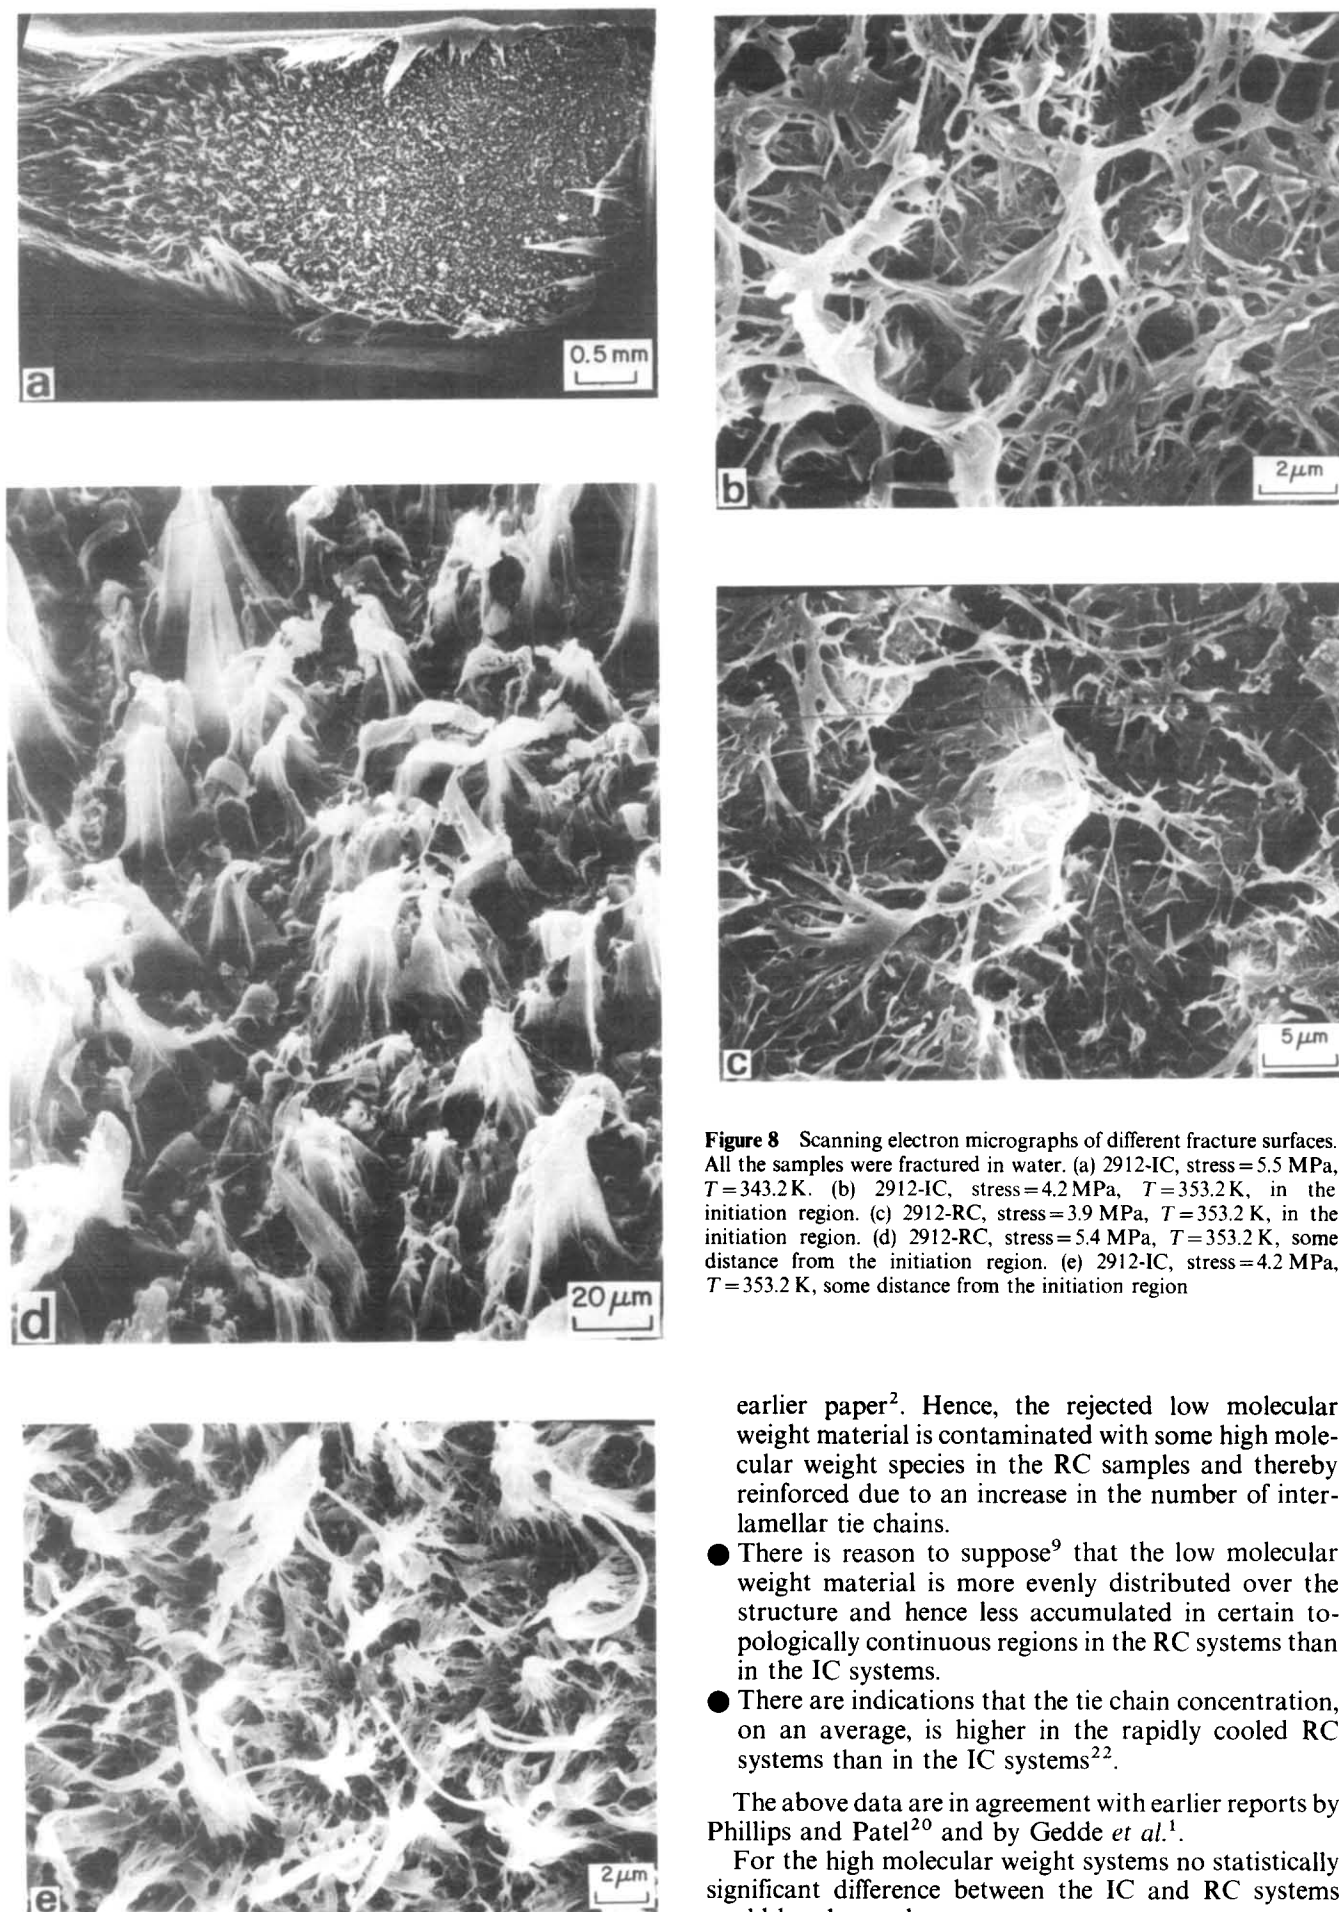 0.5 mm
a
2 μm
b
20 μm
d
5 μm
c
Figure 8 Scanning electron micrographs of different fracture surfaces.
All the samples were fractured in water. (a) 2912-IC, stress = 5.5 MPa,
T = 343.2 K. (b) 2912-IC, stress = 4.2 MPa, T = 353.2 K, in the
initiation region. (c) 2912-RC, stress = 3.9 MPa, T = 353.2 K, in the
initiation region. (d) 2912-RC, stress = 5.4 MPa, T = 353.2 K, some
distance from the initiation region. (e) 2912-IC, stress = 4.2 MPa,
T = 353.2 K, some distance from the initiation region
2 μm
e
earlier paper². Hence, the rejected low molecular
weight material is contaminated with some high mole-
cular weight species in the RC samples and thereby
reinforced due to an increase in the number of inter-
lamellar tie chains.
● There is reason to suppose⁹ that the low molecular
weight material is more evenly distributed over the
structure and hence less accumulated in certain to-
pologically continuous regions in the RC systems than
in the IC systems.
● There are indications that the tie chain concentration,
on an average, is higher in the rapidly cooled RC
systems than in the IC systems²².
The above data are in agreement with earlier reports by
Phillips and Patel²⁰ and by Gedde et al.¹.
For the high molecular weight systems no statistically
significant difference between the IC and RC systems